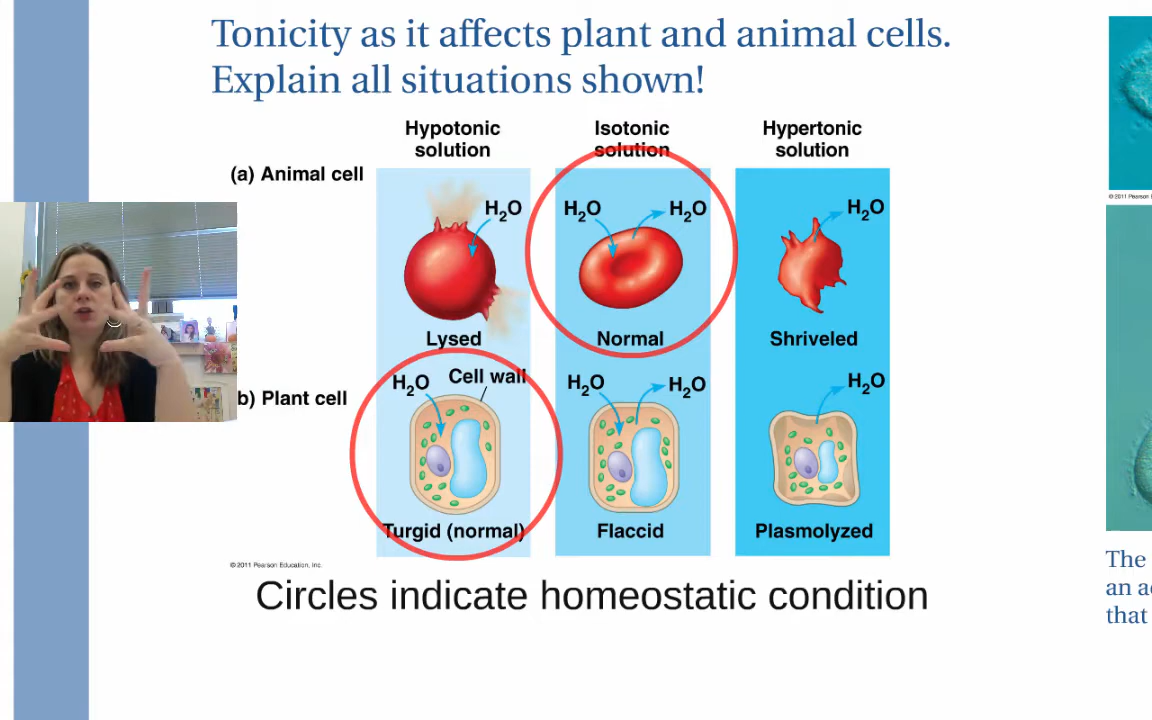 Tonicity as it affects plant and animal cells.
Explain all situations shown!
Hypotonic
solution
Isotonic
solution
Hypertonic
solution
(a) Animal cell
H2O
H2O
H2O
H2O
Lysed
Normal
Shriveled
b) Plant cell
H2O
Cell wall
H2O
H2O
H2O
Turgid (normal)
Flaccid
Plasmolyzed
© 2011 Pearson Education, Inc.
Circles indicate homeostatic condition
© 2011 Pearson
The
an
that